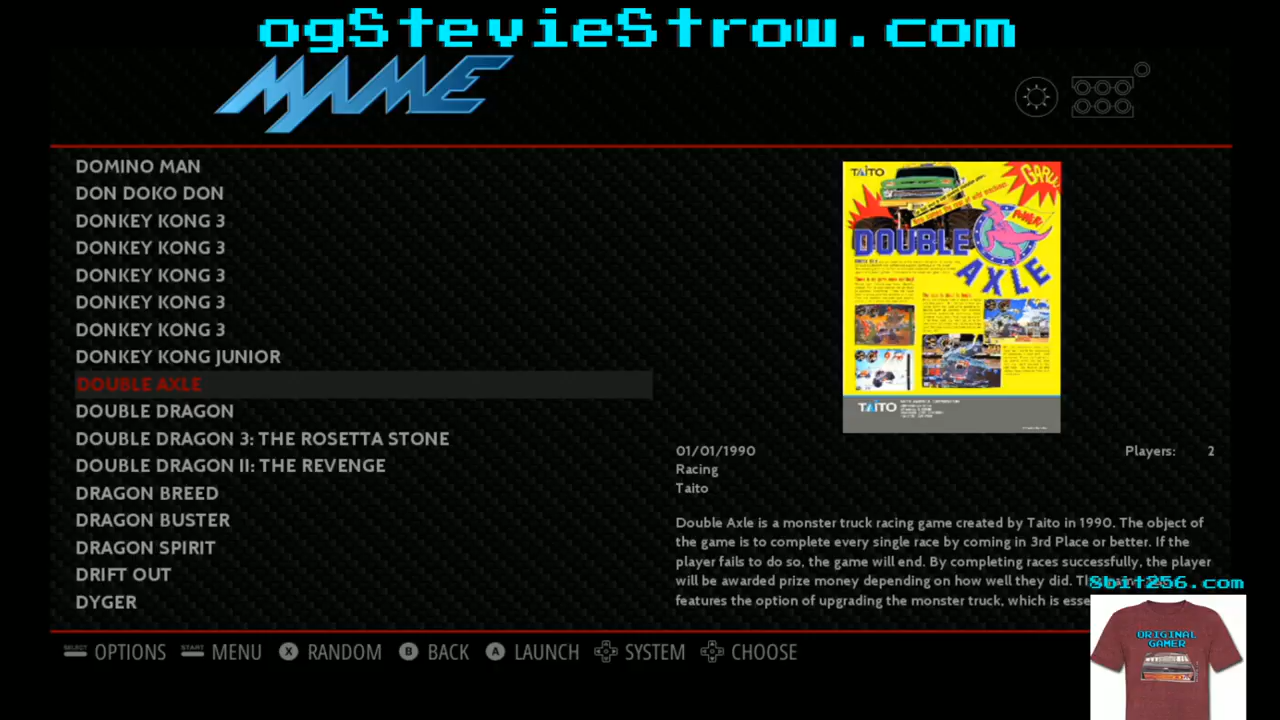 ogStevieStrow.com
MAME
DOMINO MAN
DON DOKO DON
DONKEY KONG 3
DONKEY KONG 3
DONKEY KONG 3
DONKEY KONG 3
DONKEY KONG 3
DONKEY KONG JUNIOR
DOUBLE AXLE
DOUBLE DRAGON
DOUBLE DRAGON 3: THE ROSETTA STONE
DOUBLE DRAGON II: THE REVENGE
DRAGON BREED
DRAGON BUSTER
DRAGON SPIRIT
DRIFT OUT
DYGER
TAITO
DOUBLE
AXLE
TAITO
01/01/1990
Players: 2
Racing
Taito
Double Axle is a monster truck racing game created by Taito in 1990. The object of
the game is to complete every single race by coming in 3rd Place or better. If the
player fails to do so, the game will end. By completing races successfully, the player
will be awarded prize money depending on how well they did.
features the option of upgrading the monster truck, which is
8bit256.com
ORIGINAL
GAMER
SELECT OPTIONS START MENU X RANDOM B BACK A LAUNCH SYSTEM CHOOSE